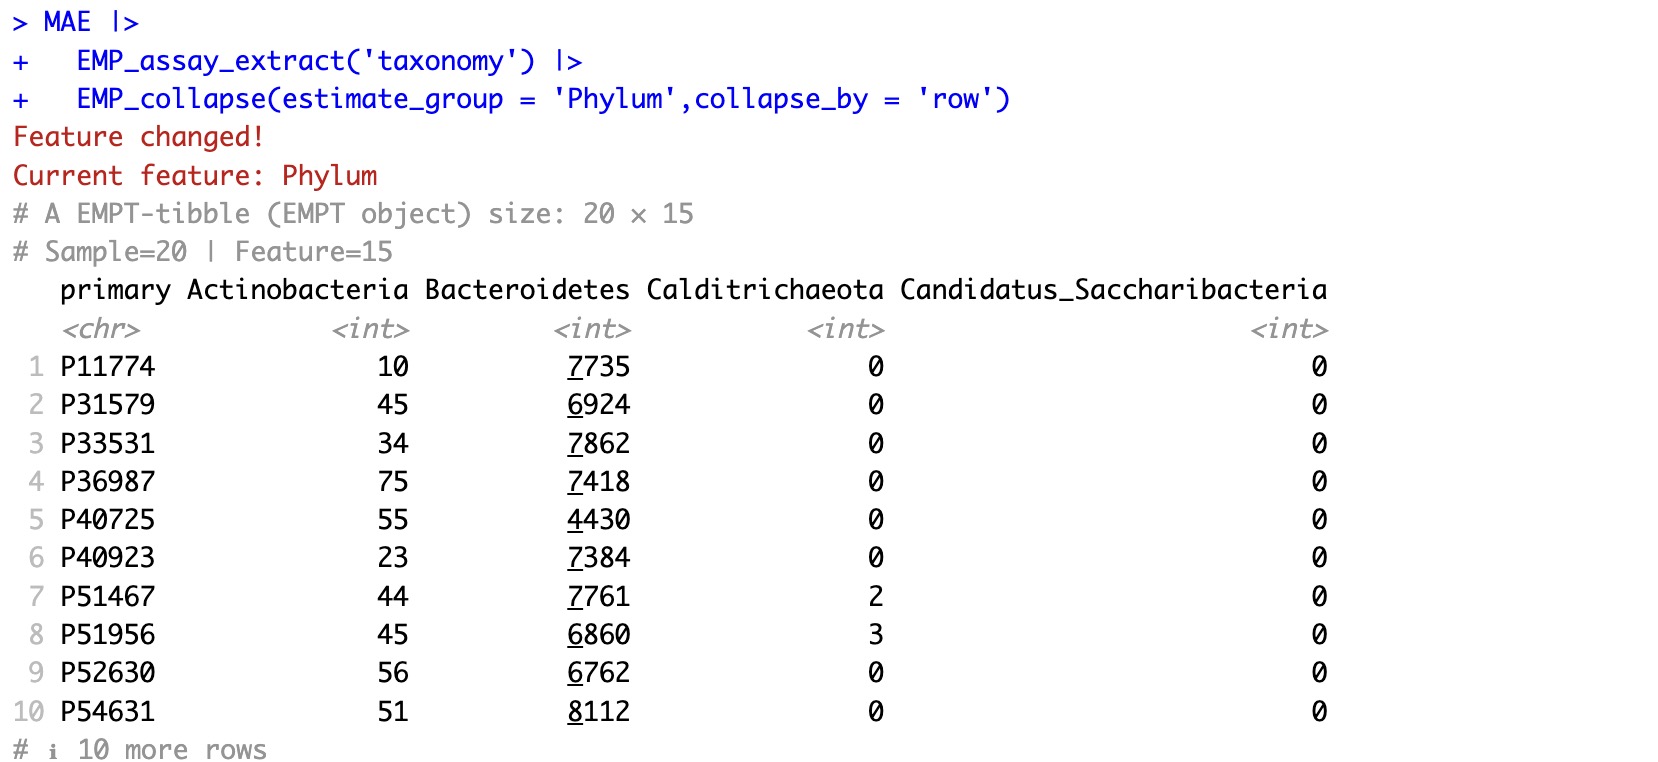 > MAE |>
+   EMP_assay_extract('taxonomy') |>
+   EMP_collapse(estimate_group = 'Phylum',collapse_by = 'row')
Feature changed!
Current feature: Phylum
# A EMPT-tibble (EMPT object) size: 20 × 15
# Sample=20 | Feature=15
   primary Actinobacteria Bacteroidetes Calditrichaeota Candidatus_Saccharibacteria
   <chr>            <int>         <int>           <int>                       <int>
 1 P11774              10          7735               0                           0
 2 P31579              45          6924               0                           0
 3 P33531              34          7862               0                           0
 4 P36987              75          7418               0                           0
 5 P40725              55          4430               0                           0
 6 P40923              23          7384               0                           0
 7 P51467              44          7761               2                           0
 8 P51956              45          6860               3                           0
 9 P52630              56          6762               0                           0
10 P54631              51          8112               0                           0
# ℹ 10 more rows